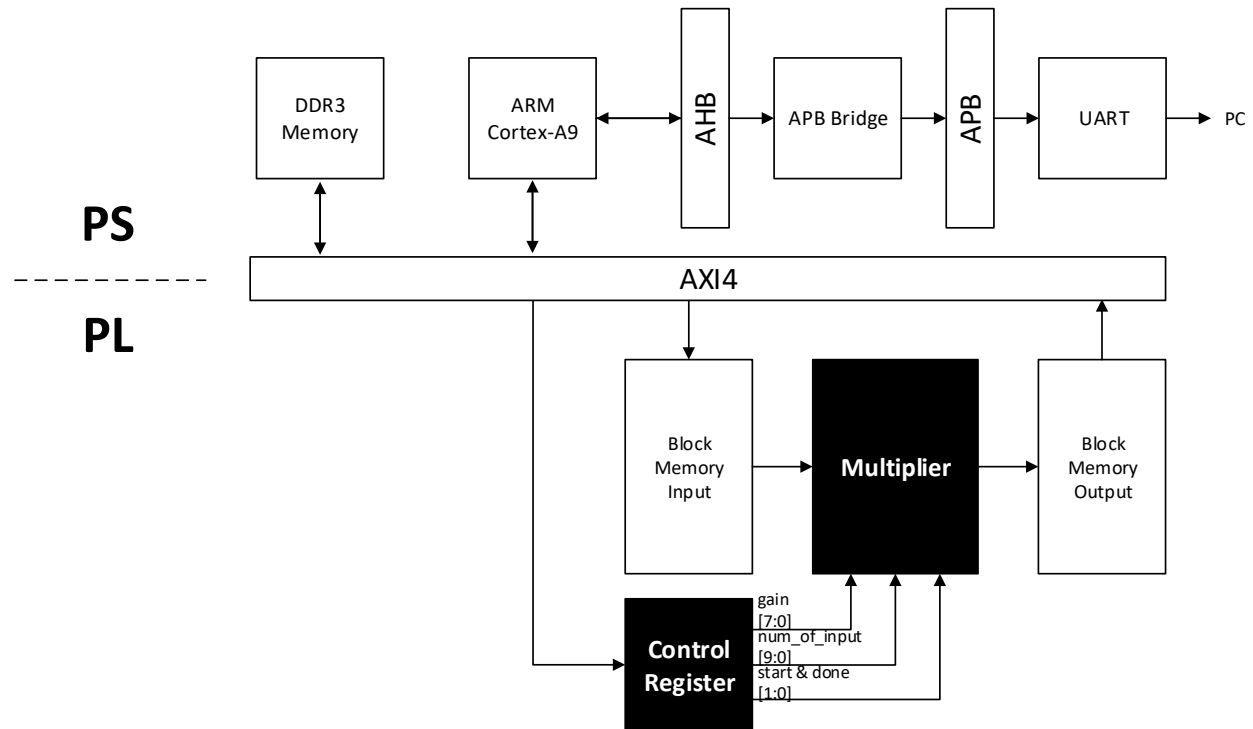 DDR3
Memory
ARM
Cortex-A9
AHB
APB Bridge
APB
UART
PC
PS
AXI4
PL
Block
Memory
Input
Multiplier
Block
Memory
Output
Control
Register
gain
[7:0]
num_of_input
[9:0]
start & done
[1:0]